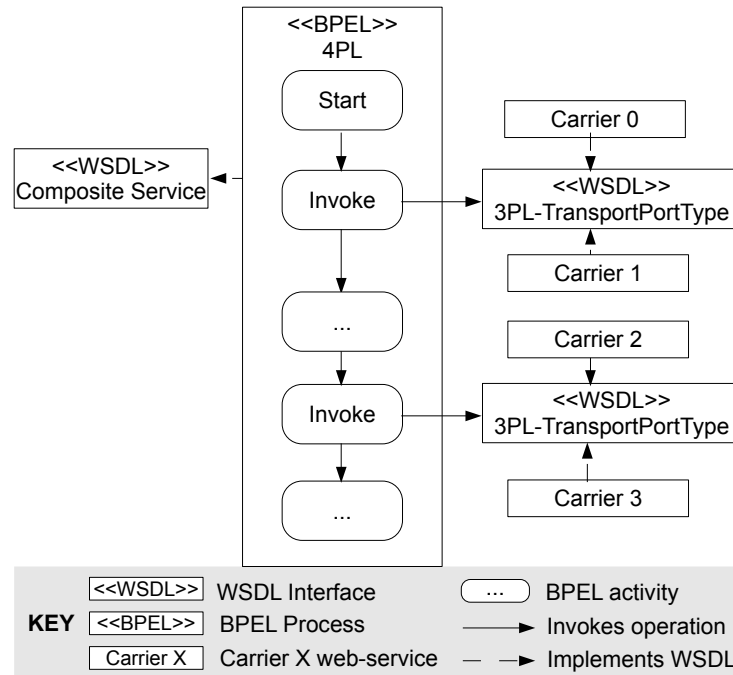 <<BPEL>>
4PL
Start
Carrier 0
<<WSDL>>
Composite Service
Invoke
<<WSDL>>
3PL-TransportPortType
Carrier 1
...
Carrier 2
Invoke
<<WSDL>>
3PL-TransportPortType
...
Carrier 3
KEY
<<WSDL>> WSDL Interface
<<BPEL>> BPEL Process
Carrier X Carrier X web-service
... BPEL activity
Invokes operation
Implements WSDL